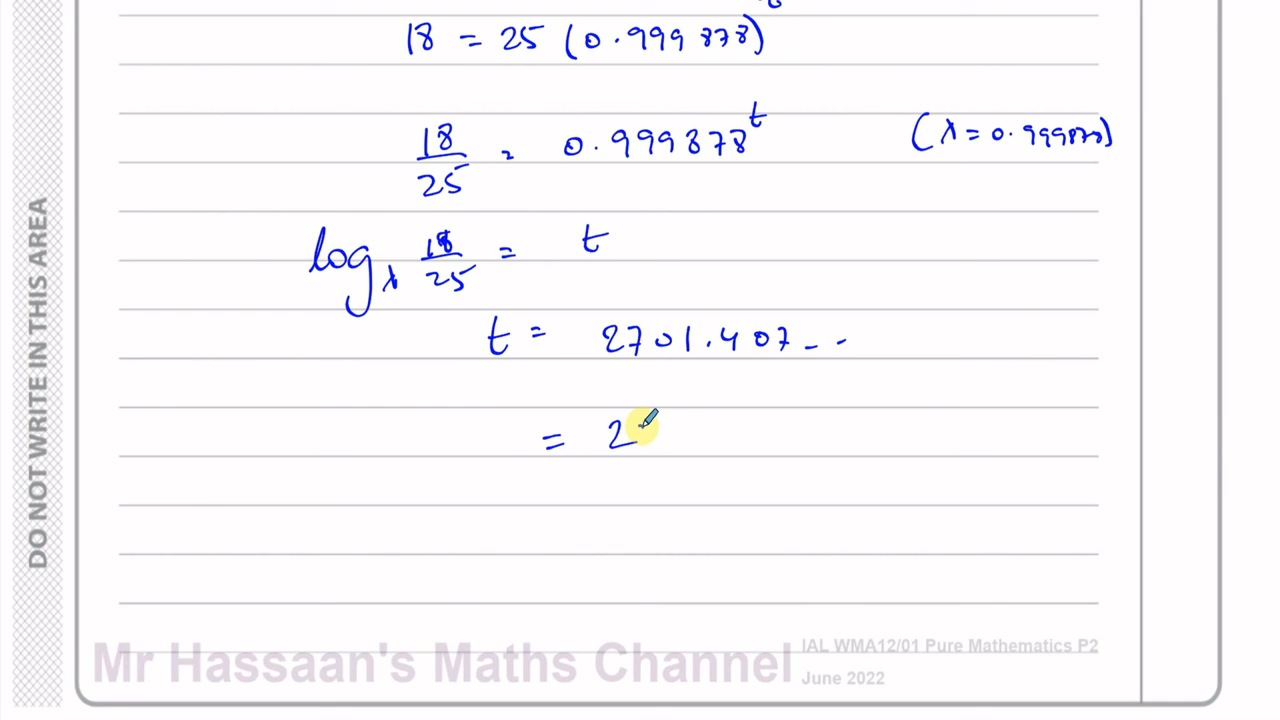 18 = 25 (0.999878)
18/25 = 0.999878^t (λ = 0.999878)
log_λ 18/25 = t
t = 2701.407...
= 2
DO NOT WRITE IN THIS AREA
Mr Hassaan's Maths Channel
IAL WMA12/01 Pure Mathematics P2
June 2022